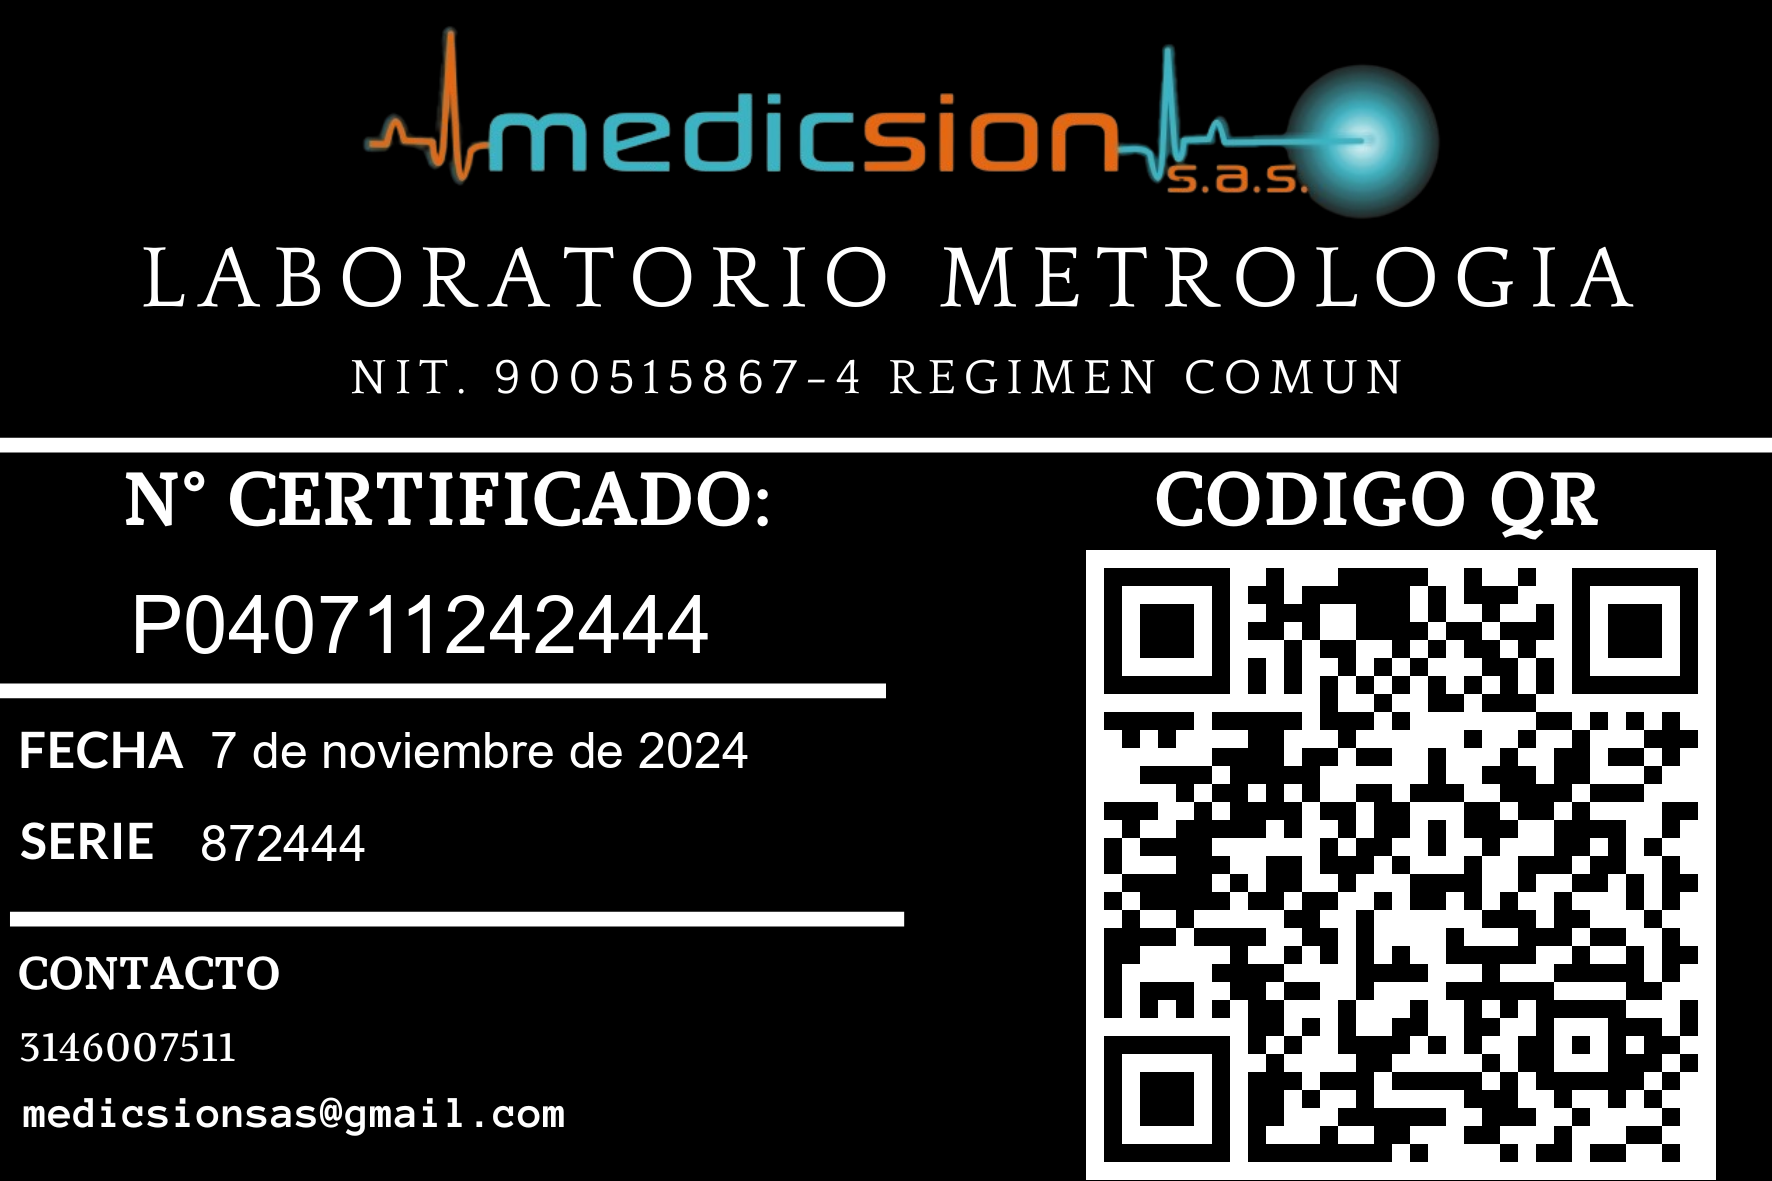 medicsion
s.a.s.
LABORATORIO METROLOGIA
NIT. 900515867-4 REGIMEN COMUN
N° CERTIFICADO:
P040711242444
FECHA 7 de noviembre de 2024
SERIE 872444
CONTACTO
3146007511
medicsionsas@gmail.com
CODIGO QR